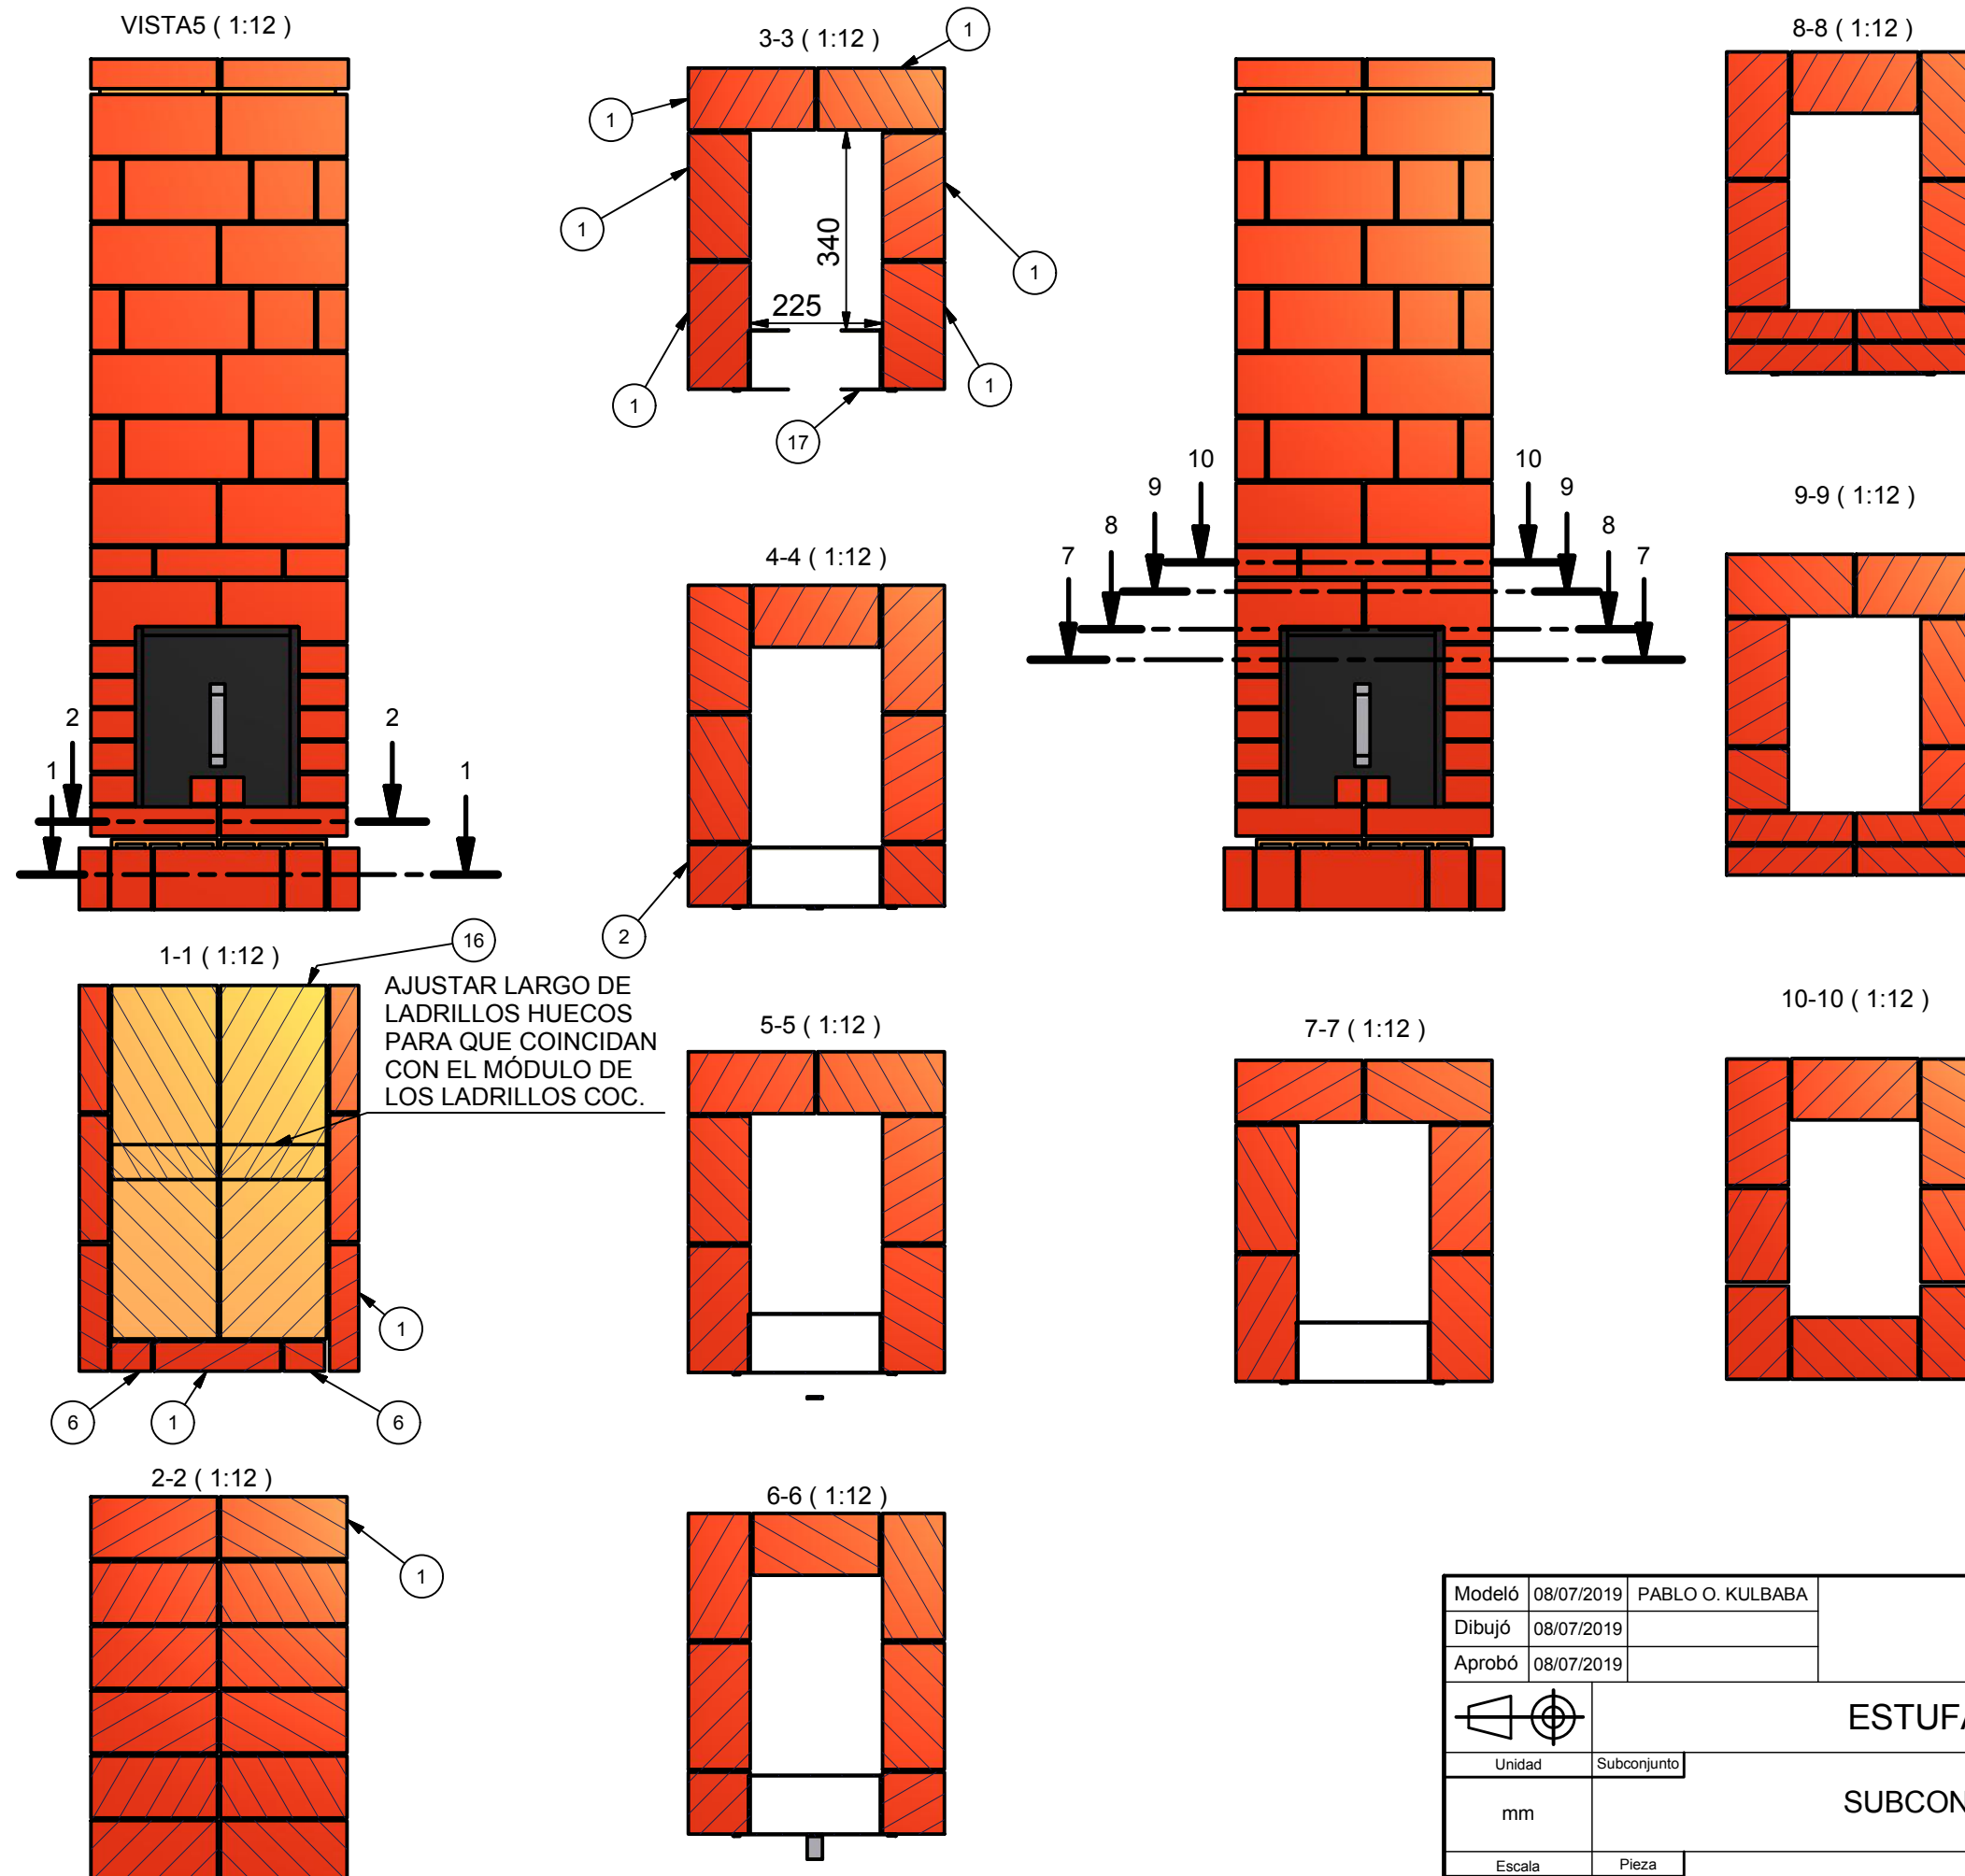 VISTA5 ( 1:12 )
2
2
1
1
1-1 ( 1:12 )
16
AJUSTAR LARGO DE
LADRILLOS HUECOS
PARA QUE COINCIDAN
CON EL MÓDULO DE
LOS LADRILLOS COC.
1
6
1
6
2-2 ( 1:12 )
1
3-3 ( 1:12 )
1
1
1
1
340
225
1
1
17
4-4 ( 1:12 )
2
5-5 ( 1:12 )
6-6 ( 1:12 )
10
10
9
9
8
8
7
7
7-7 ( 1:12 )
8-8 ( 1:12 )
9-9 ( 1:12 )
10-10 ( 1:12 )
Modeló 08/07/2019 PABLO O. KULBABA
Dibujó 08/07/2019
Aprobó 08/07/2019
ESTUFA
Unidad Subconjunto
mm
SUBCON
Escala Pieza